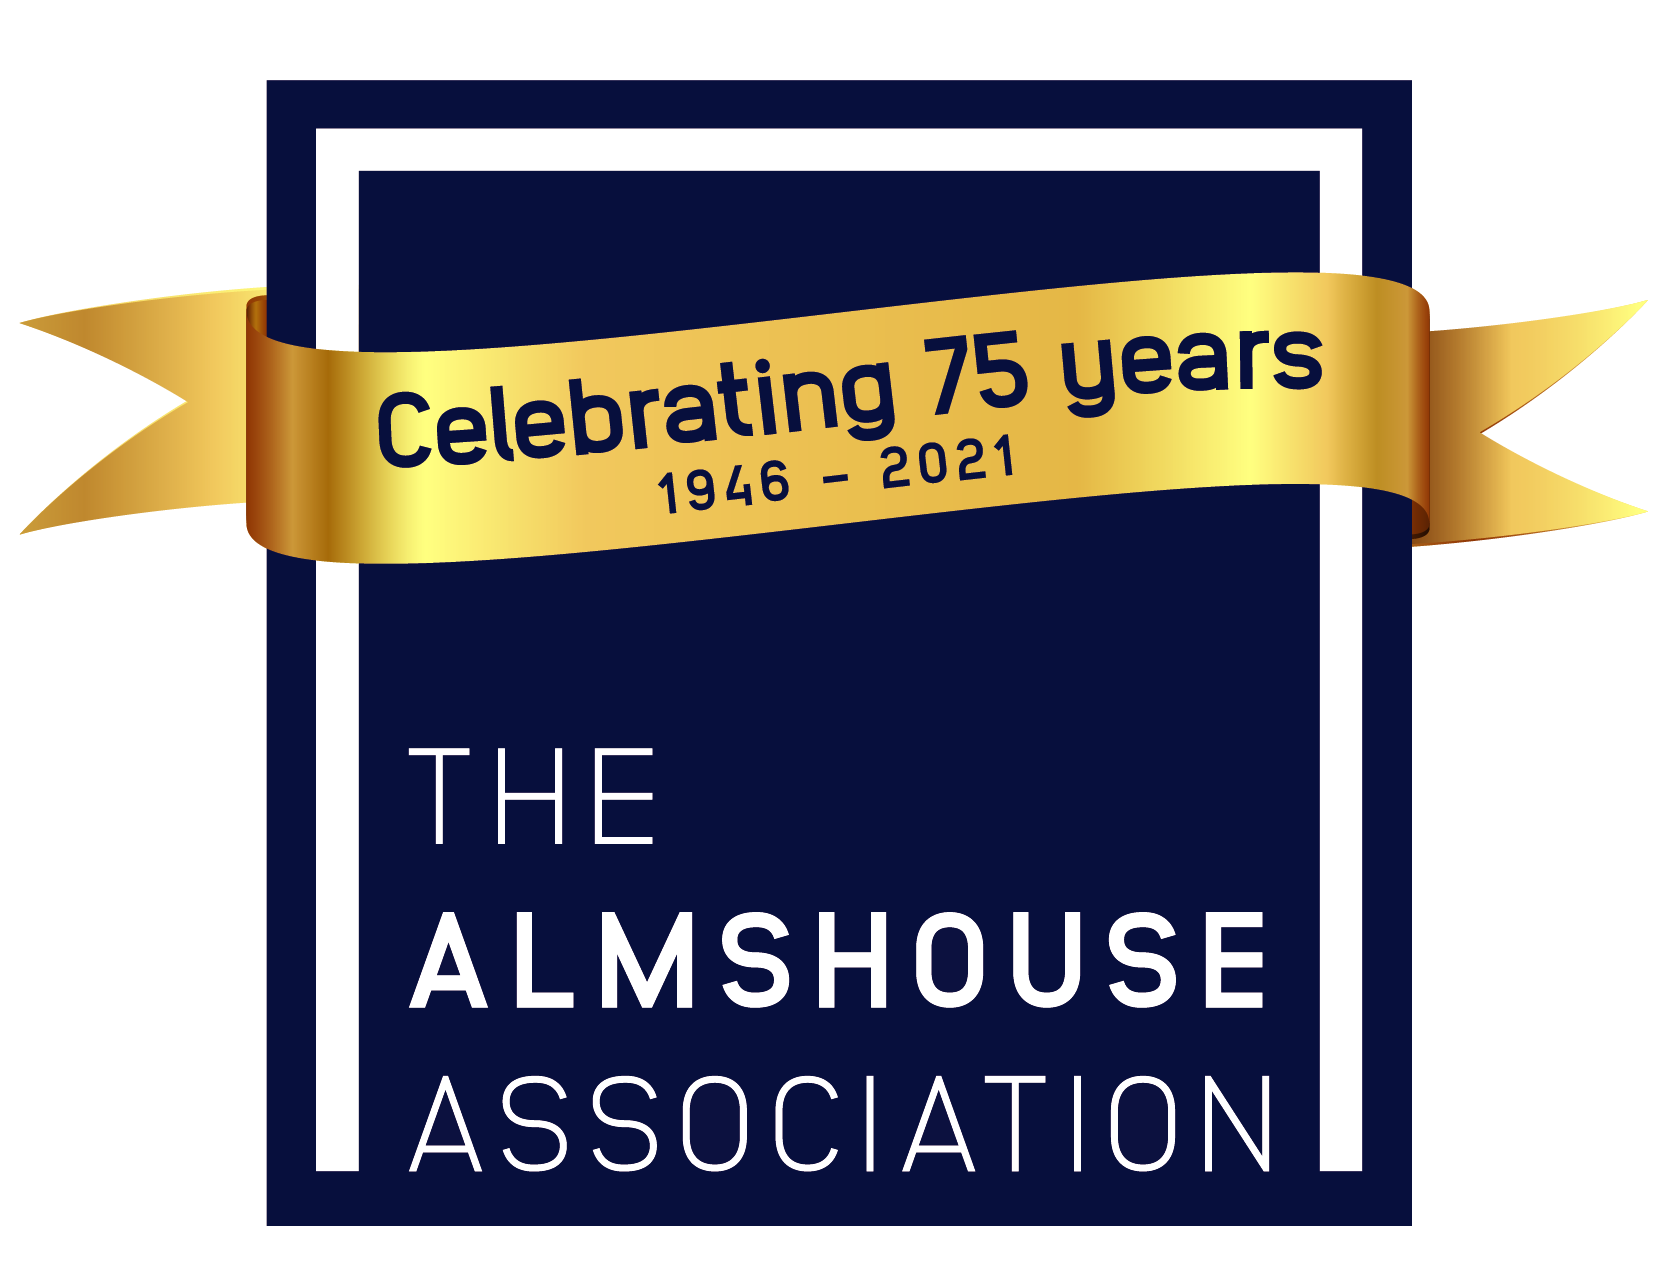 Celebrating 75 years
1946 - 2021
THE
ALMSHOUSE
ASSOCIATION